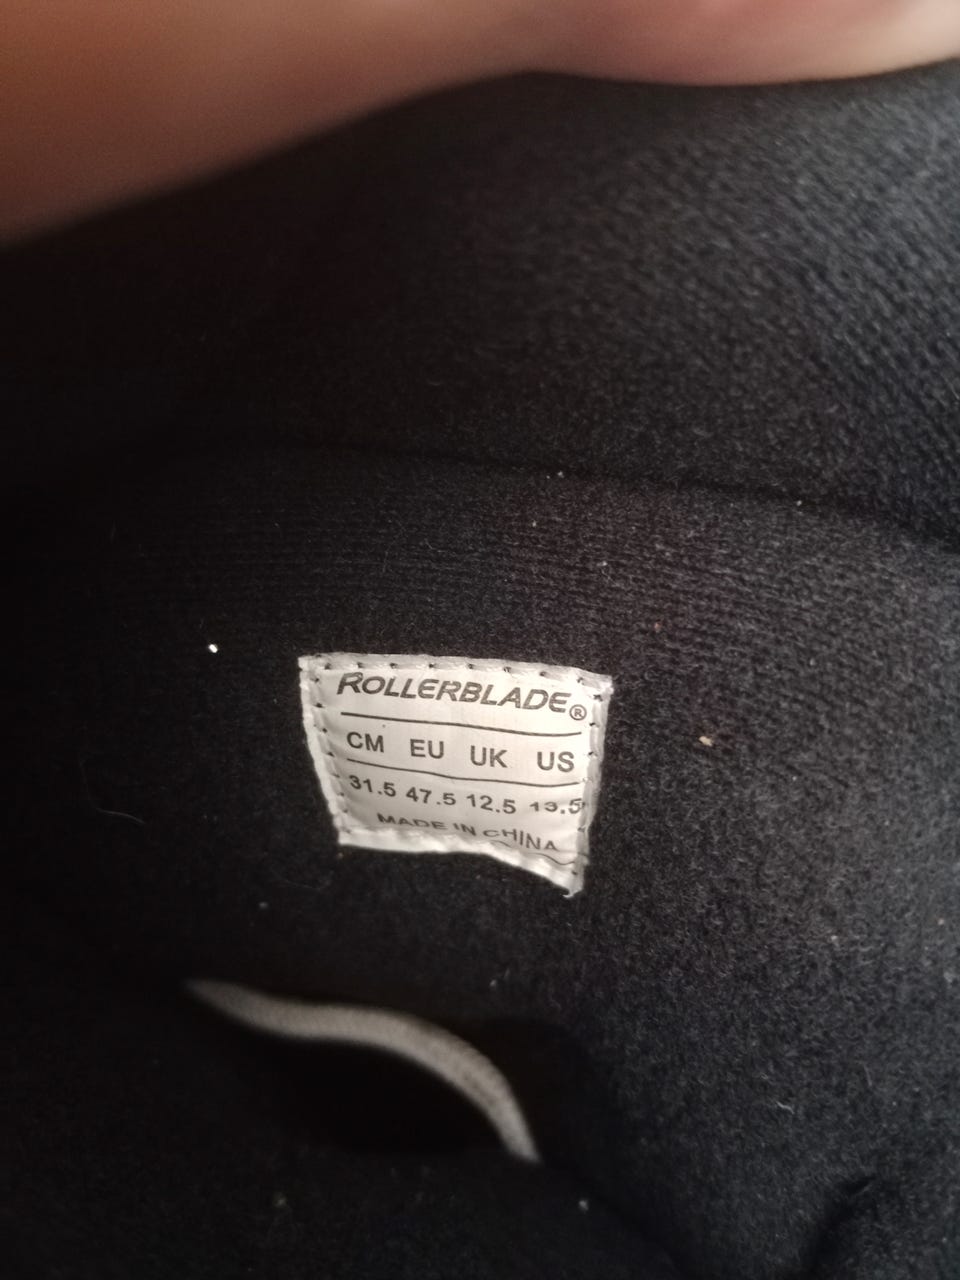 ROLLERBLADE®
CM EU UK US
31.5 47.5 12.5 13.5
MADE IN CHINA